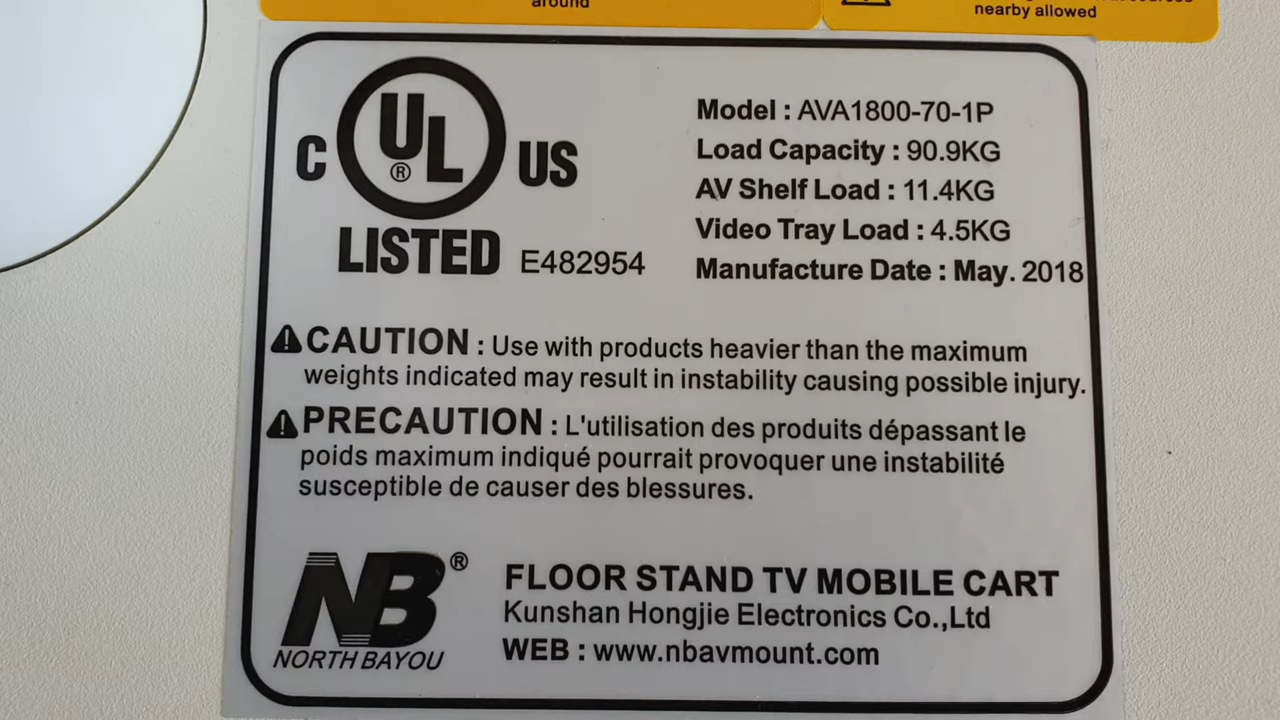 around
nearby allowed
C UL ® US
LISTED E482954
Model : AVA1800-70-1P
Load Capacity : 90.9KG
AV Shelf Load : 11.4KG
Video Tray Load : 4.5KG
Manufacture Date : May. 2018
CAUTION : Use with products heavier than the maximum
weights indicated may result in instability causing possible injury.
PRECAUTION : L'utilisation des produits dépassant le
poids maximum indiqué pourrait provoquer une instabilité
susceptible de causer des blessures.
NB®
NORTH BAYOU
FLOOR STAND TV MOBILE CART
Kunshan Hongjie Electronics Co.,Ltd
WEB : www.nbavmount.com